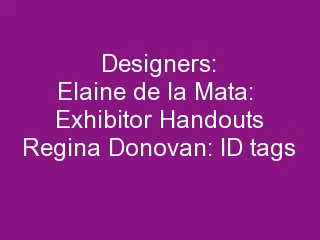 Designers:
Elaine de la Mata:
Exhibitor Handouts
Regina Donovan: ID tags